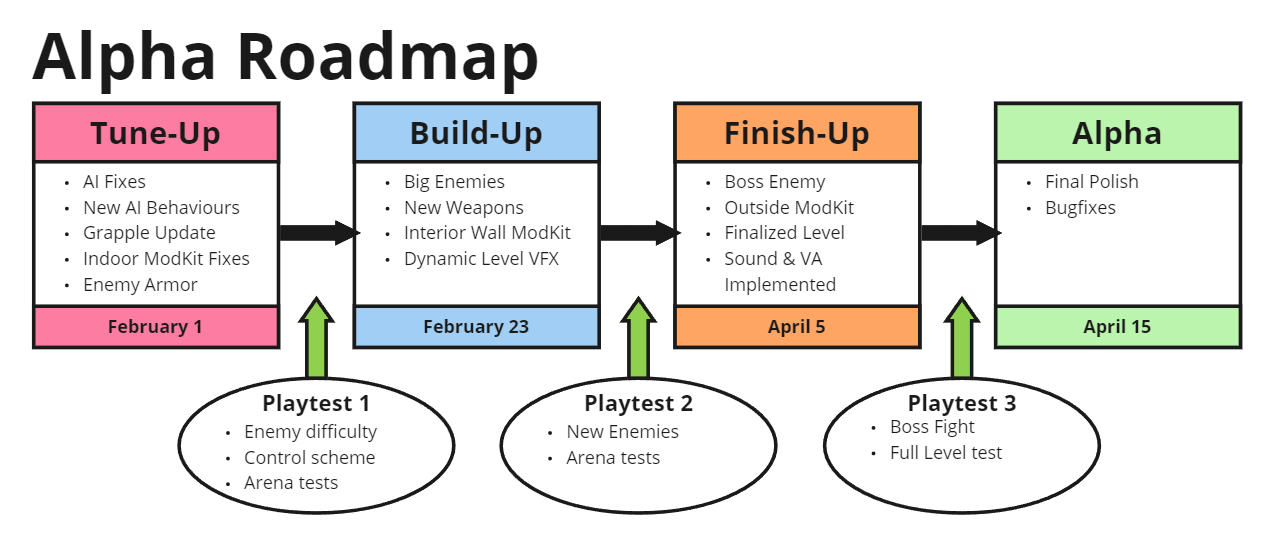 Alpha Roadmap
Tune-Up
• AI Fixes
• New AI Behaviours
• Grapple Update
• Indoor ModKit Fixes
• Enemy Armor
February 1
Build-Up
• Big Enemies
• New Weapons
• Interior Wall ModKit
• Dynamic Level VFX
February 23
Finish-Up
• Boss Enemy
• Outside ModKit
• Finalized Level
• Sound & VA
Implemented
April 5
Alpha
• Final Polish
• Bugfixes
April 15
Playtest 1
• Enemy difficulty
• Control scheme
• Arena tests
Playtest 2
• New Enemies
• Arena tests
Playtest 3
• Boss Fight
• Full Level test